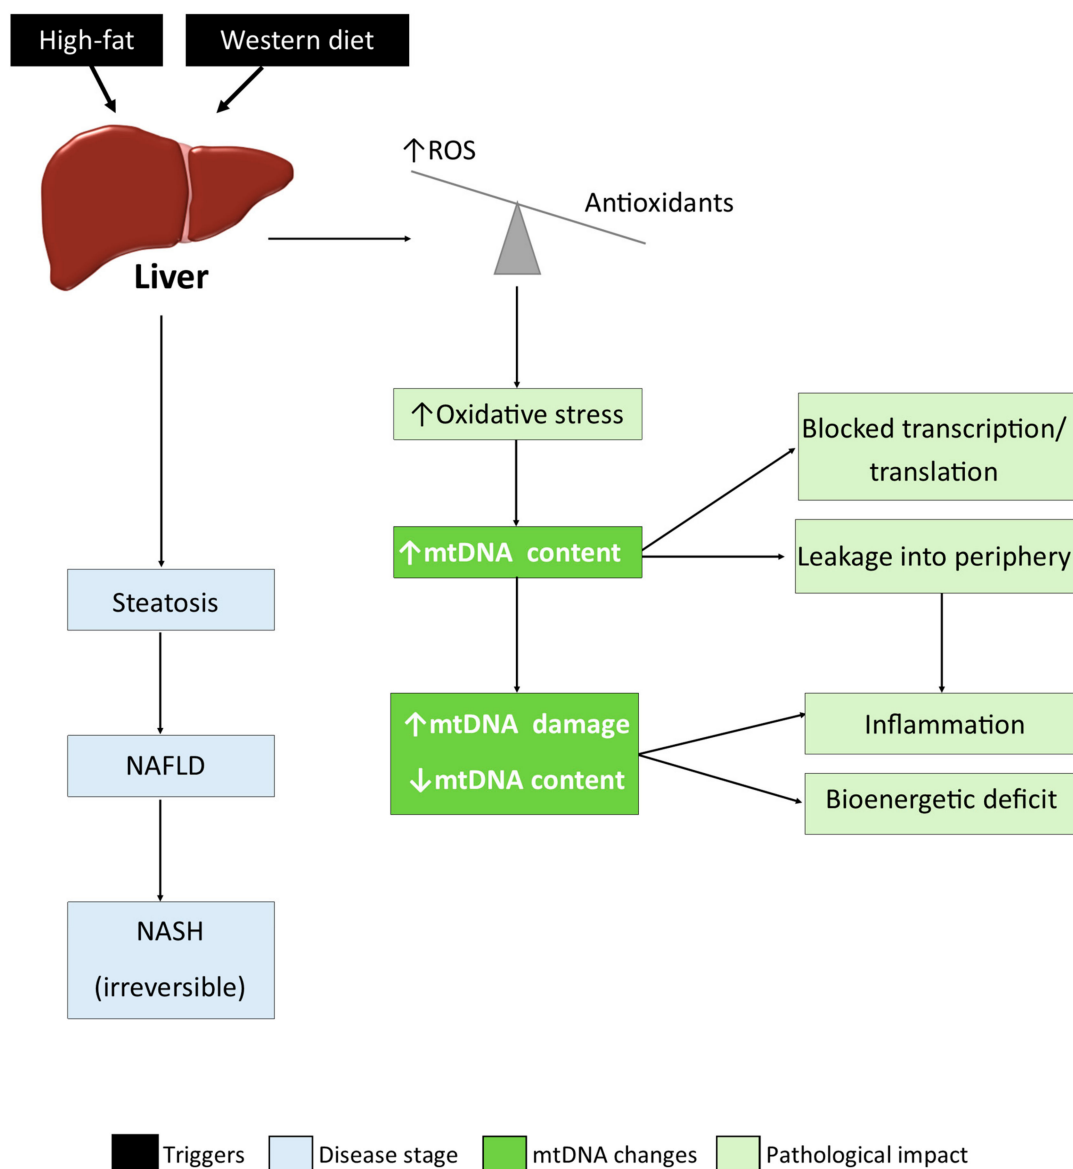 High-fat
Western diet
↑ROS
Antioxidants
Liver
↑Oxidative stress
Blocked transcription/
translation
↑mtDNA content
Leakage into periphery
Steatosis
↑mtDNA damage
↓mtDNA content
Inflammation
Bioenergetic deficit
NAFLD
NASH
(irreversible)
Triggers
Disease stage
mtDNA changes
Pathological impact